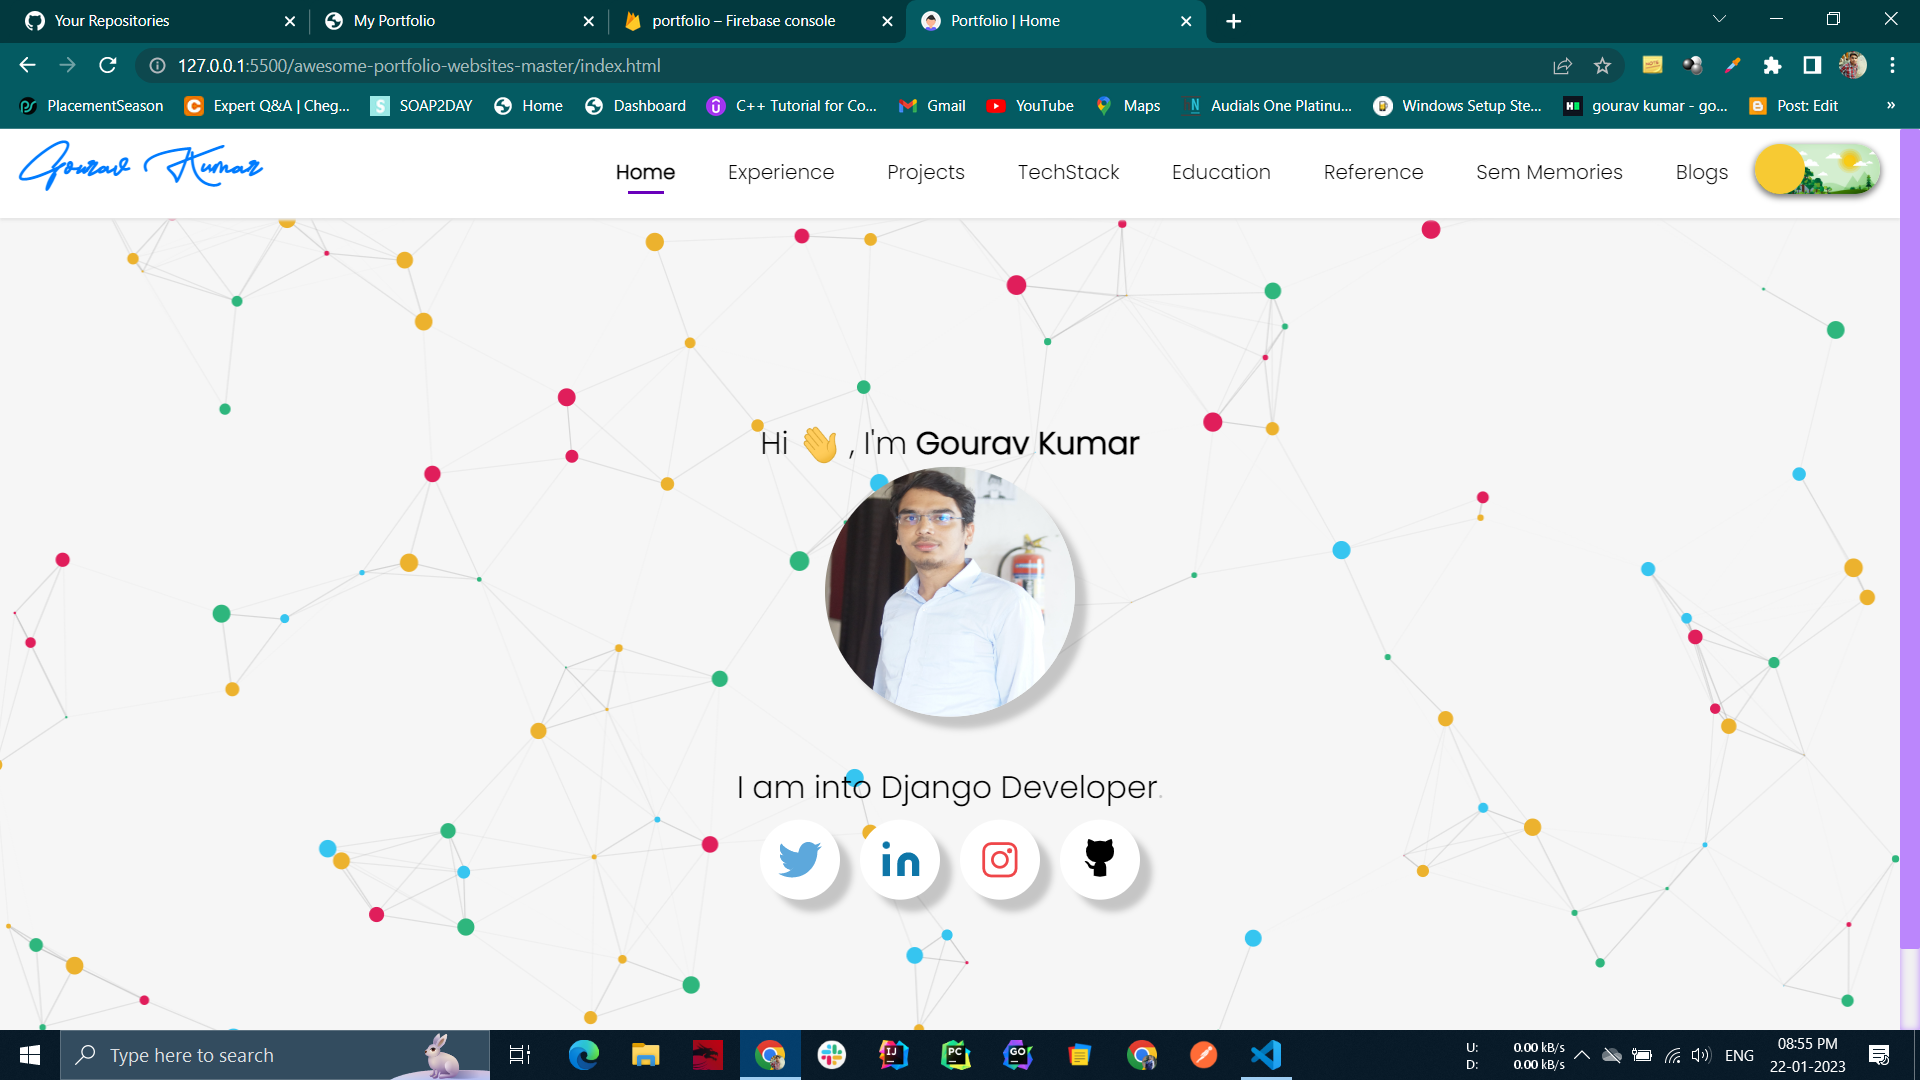 Your Repositories
My Portfolio
portfolio – Firebase console
Portfolio | Home
127.0.0.1:5500/awesome-portfolio-websites-master/index.html
PlacementSeason
Expert Q&A | Cheg...
SOAP2DAY
Home
Dashboard
C++ Tutorial for Co...
Gmail
YouTube
Maps
Audials One Platinu...
Windows Setup Ste...
gourav kumar - go...
Post: Edit
»
Gourav Kumar
Home
Experience
Projects
TechStack
Education
Reference
Sem Memories
Blogs
Hi 👋 , I'm Gourav Kumar
I am into Django Developer.
in
Type here to search
U: 0.00 kB/s
D: 0.00 kB/s
ENG
08:55 PM
22-01-2023